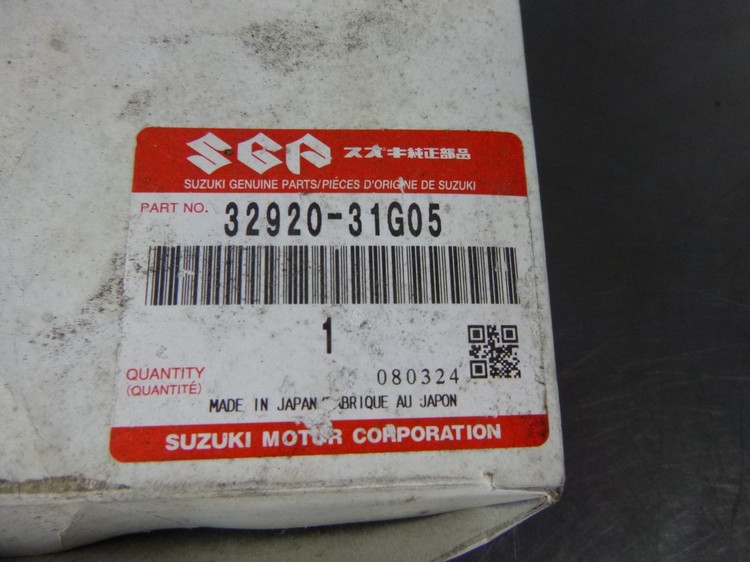 SGP スズキ純正部品
SUZUKI GENUINE PARTS/PIÉCES D'ORIGINE DE SUZUKI
PART NO. 32920-31G05
1
QUANTITY
(QUANTITÉ)
080324
MADE IN JAPAN BRIQUE AU JAPON
SUZUKI MOTOR CORPORATION